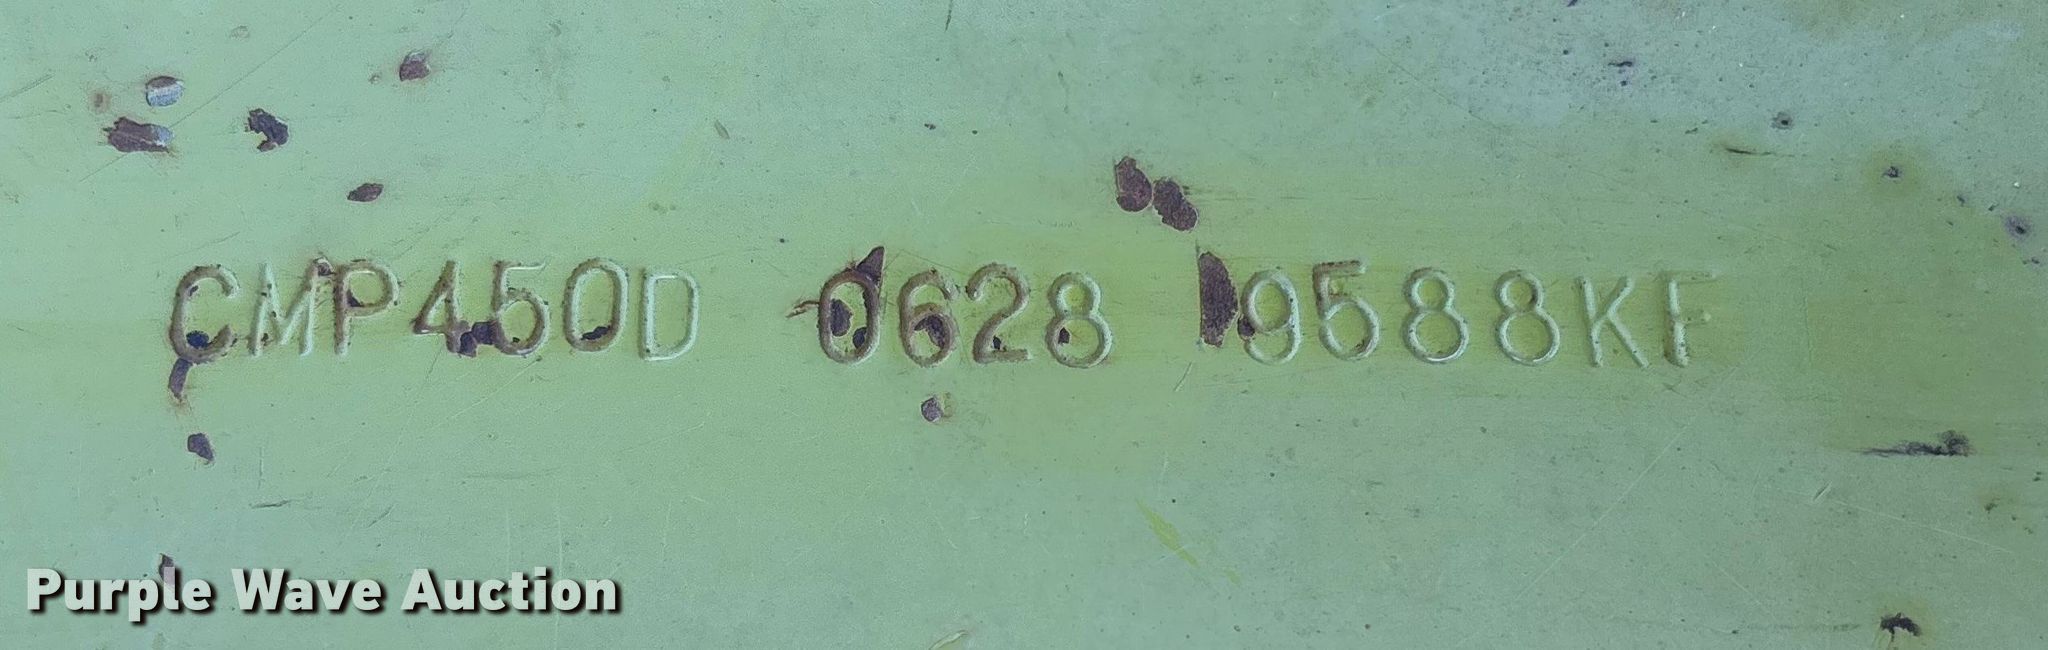 CMP450D 0628 9588KF
Purple Wave Auction